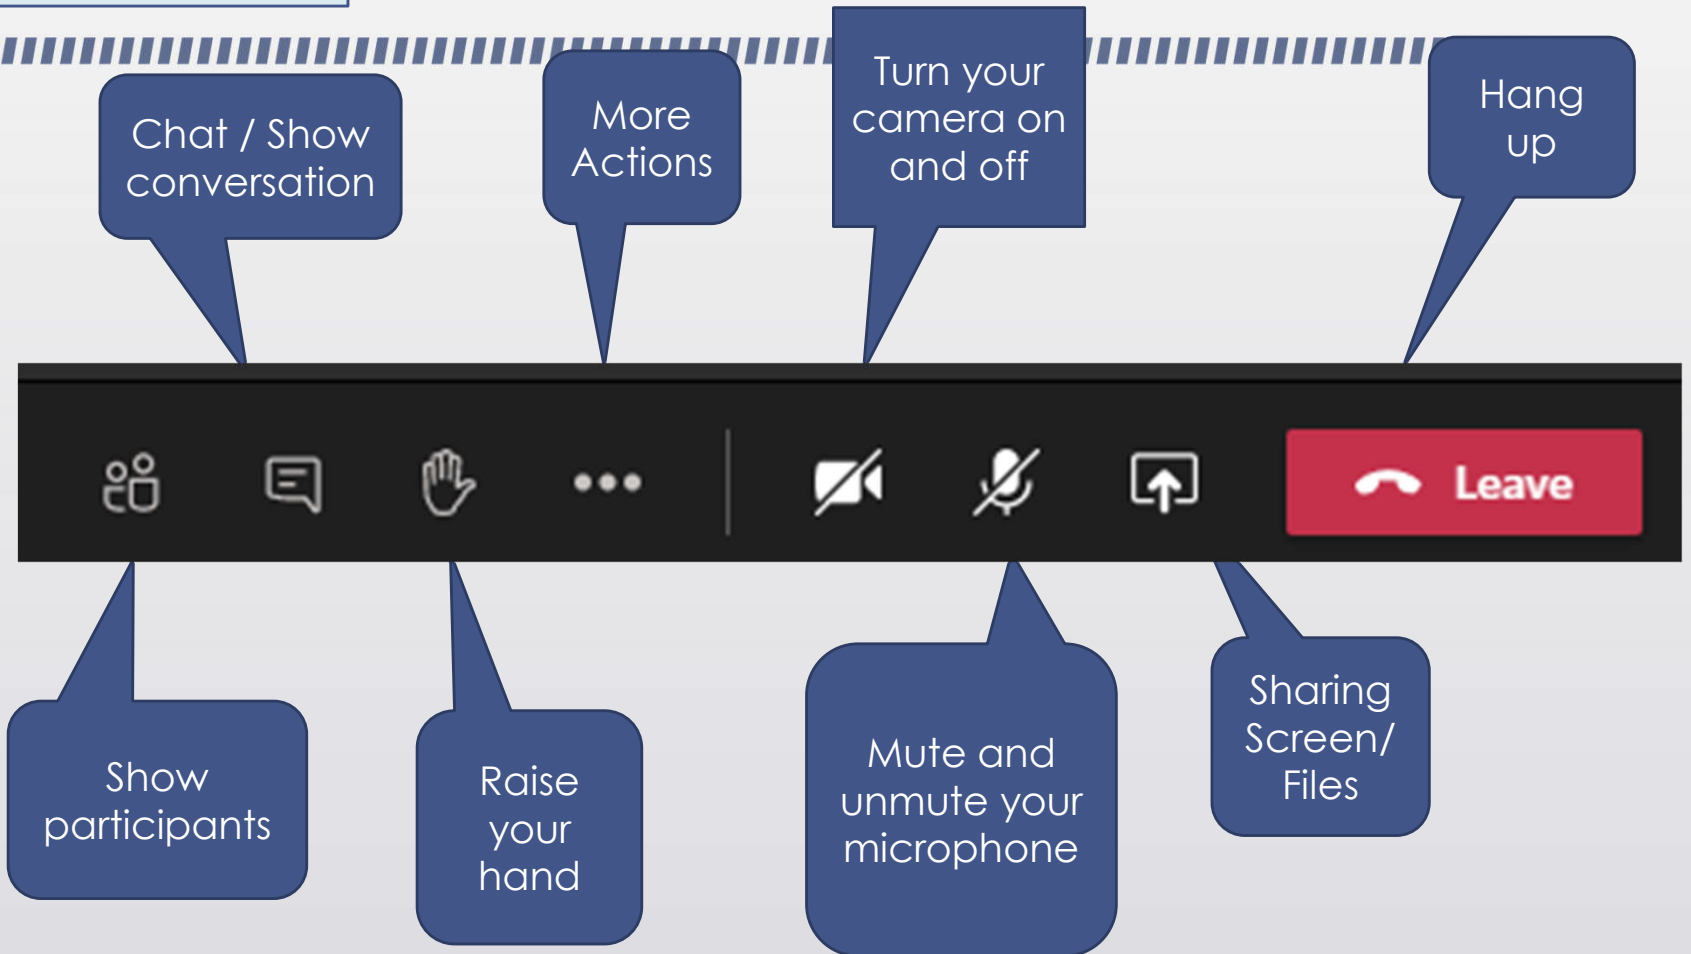 Chat / Show
conversation
More
Actions
Turn your
camera on
and off
Hang
up
Leave
Show
participants
Raise
your
hand
Mute and
unmute your
microphone
Sharing
Screen/
Files